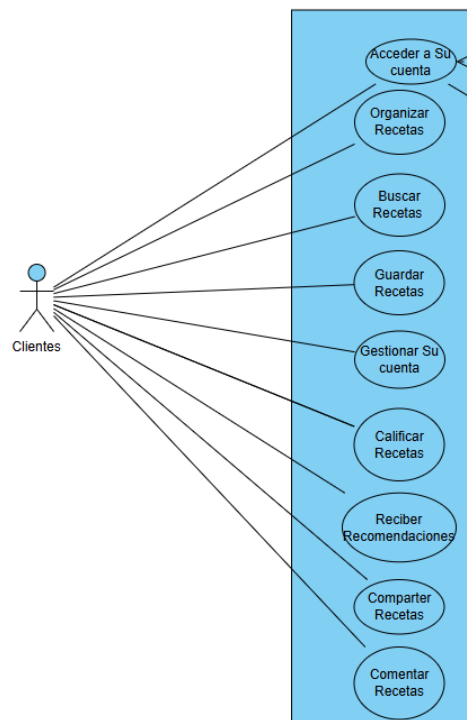 Acceder a Su
cuenta
Organizar
Recetas
Buscar
Recetas
Guardar
Recetas
Clientes
Gestionar Su
cuenta
Calificar
Recetas
Reciber
Recomendaciones
Comparter
Recetas
Comentar
Recetas